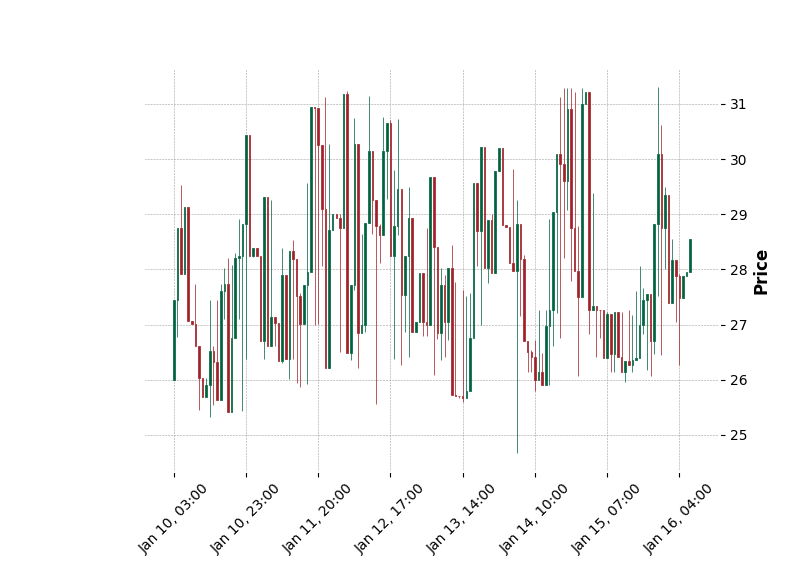 31
30
29
28
27
26
25
Price
Jan 10, 03:00
Jan 10, 23:00
Jan 11, 20:00
Jan 12, 17:00
Jan 13, 14:00
Jan 14, 10:00
Jan 15, 07:00
Jan 16, 04:00